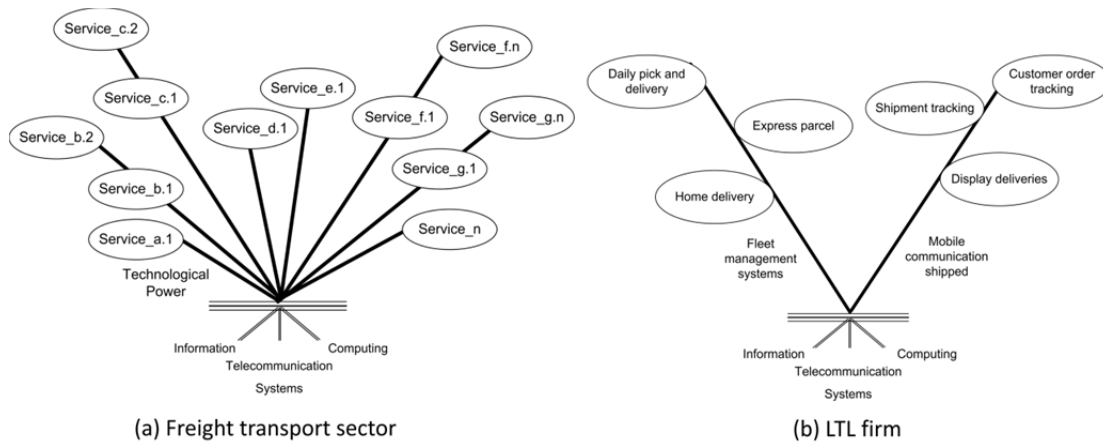 Service_c.2
Service_f.n
Service_e.1
Service_c.1
Service_f.1
Service_d.1
Service_g.n
Service_b.2
Service_g.1
Service_b.1
Service_n
Service_a.1
Technological
Power
Information
Computing
Telecommunication
Systems
(a) Freight transport sector
Daily pick and
delivery
Customer order
tracking
Shipment tracking
Express parcel
Display deliveries
Home delivery
Fleet
management
systems
Mobile
communication
shipped
Information
Computing
Telecommunication
Systems
(b) LTL firm